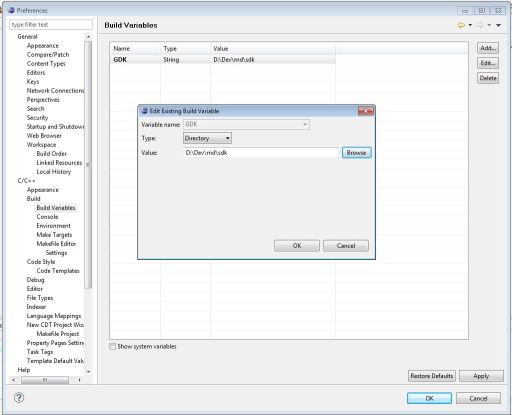 Preferences
type filter text
Build Variables
General
Appearance
Compare/Patch
Content Types
Editors
Keys
Network Connections
Perspectives
Search
Security
Startup and Shutdown
Web Browser
Workspace
Build Order
Linked Resources
Local History
C/C++
Appearance
Build
Build Variables
Console
Environment
Make Targets
Makefile Editor
Settings
Code Style
Code Templates
Debug
Editor
File Types
Indexer
Language Mappings
New CDT Project Wiz
Makefile Project
Property Pages Settin
Task Tags
Template Default Valu
Help
Name Type Value
GDK String D:\Dev\md\sdk
Add...
Edit...
Delete
Edit Existing Build Variable
Variable name: GDK
Type: Directory
Value: D:\Dev\md\sdk Browse
OK Cancel
Show system variables
Restore Defaults Apply
OK Cancel